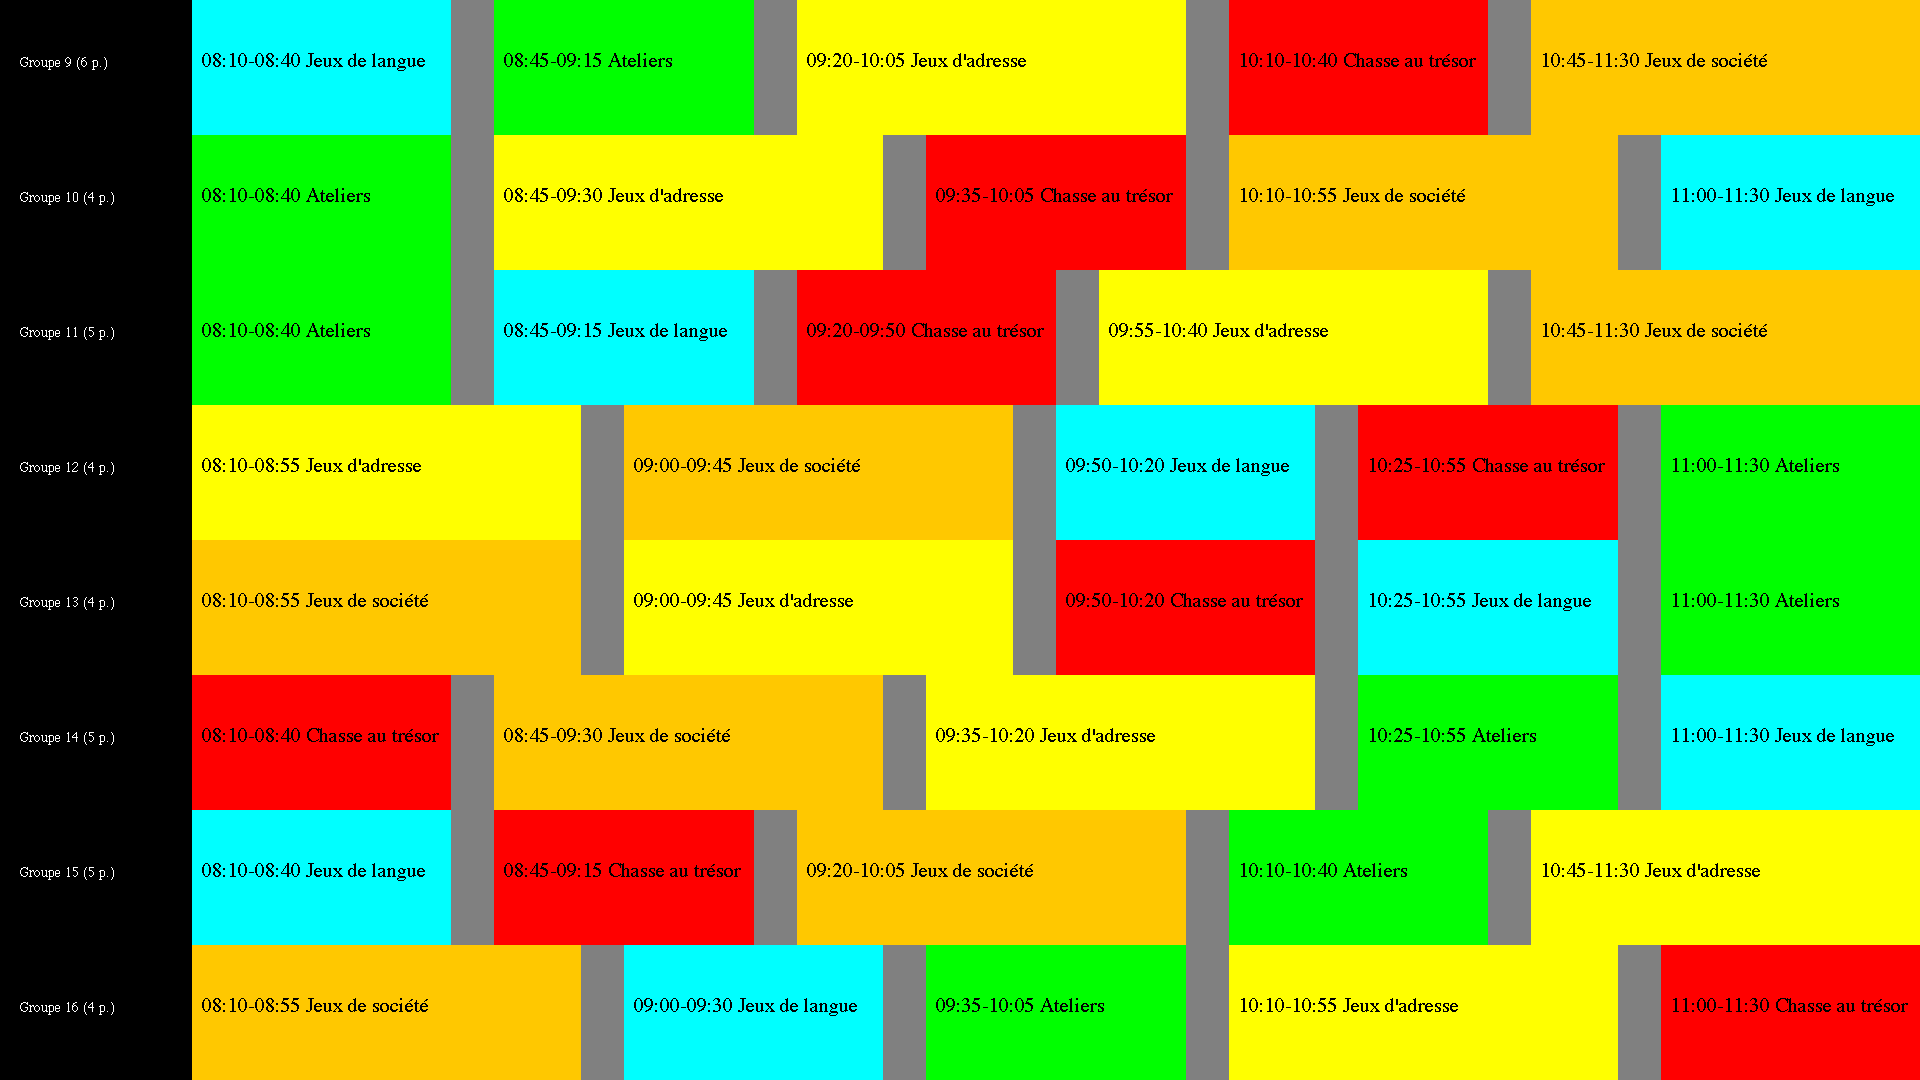 Groupe 9 (6 p.) 08:10-08:40 Jeux de langue 08:45-09:15 Ateliers 09:20-10:05 Jeux d'adresse 10:10-10:40 Chasse au trésor 10:45-11:30 Jeux de société
Groupe 10 (4 p.) 08:10-08:40 Ateliers 08:45-09:30 Jeux d'adresse 09:35-10:05 Chasse au trésor 10:10-10:55 Jeux de société 11:00-11:30 Jeux de langue
Groupe 11 (5 p.) 08:10-08:40 Ateliers 08:45-09:15 Jeux de langue 09:20-09:50 Chasse au trésor 09:55-10:40 Jeux d'adresse 10:45-11:30 Jeux de société
Groupe 12 (4 p.) 08:10-08:55 Jeux d'adresse 09:00-09:45 Jeux de société 09:50-10:20 Jeux de langue 10:25-10:55 Chasse au trésor 11:00-11:30 Ateliers
Groupe 13 (4 p.) 08:10-08:55 Jeux de société 09:00-09:45 Jeux d'adresse 09:50-10:20 Chasse au trésor 10:25-10:55 Jeux de langue 11:00-11:30 Ateliers
Groupe 14 (5 p.) 08:10-08:40 Chasse au trésor 08:45-09:30 Jeux de société 09:35-10:20 Jeux d'adresse 10:25-10:55 Ateliers 11:00-11:30 Jeux de langue
Groupe 15 (5 p.) 08:10-08:40 Jeux de langue 08:45-09:15 Chasse au trésor 09:20-10:05 Jeux de société 10:10-10:40 Ateliers 10:45-11:30 Jeux d'adresse
Groupe 16 (4 p.) 08:10-08:55 Jeux de société 09:00-09:30 Jeux de langue 09:35-10:05 Ateliers 10:10-10:55 Jeux d'adresse 11:00-11:30 Chasse au trésor